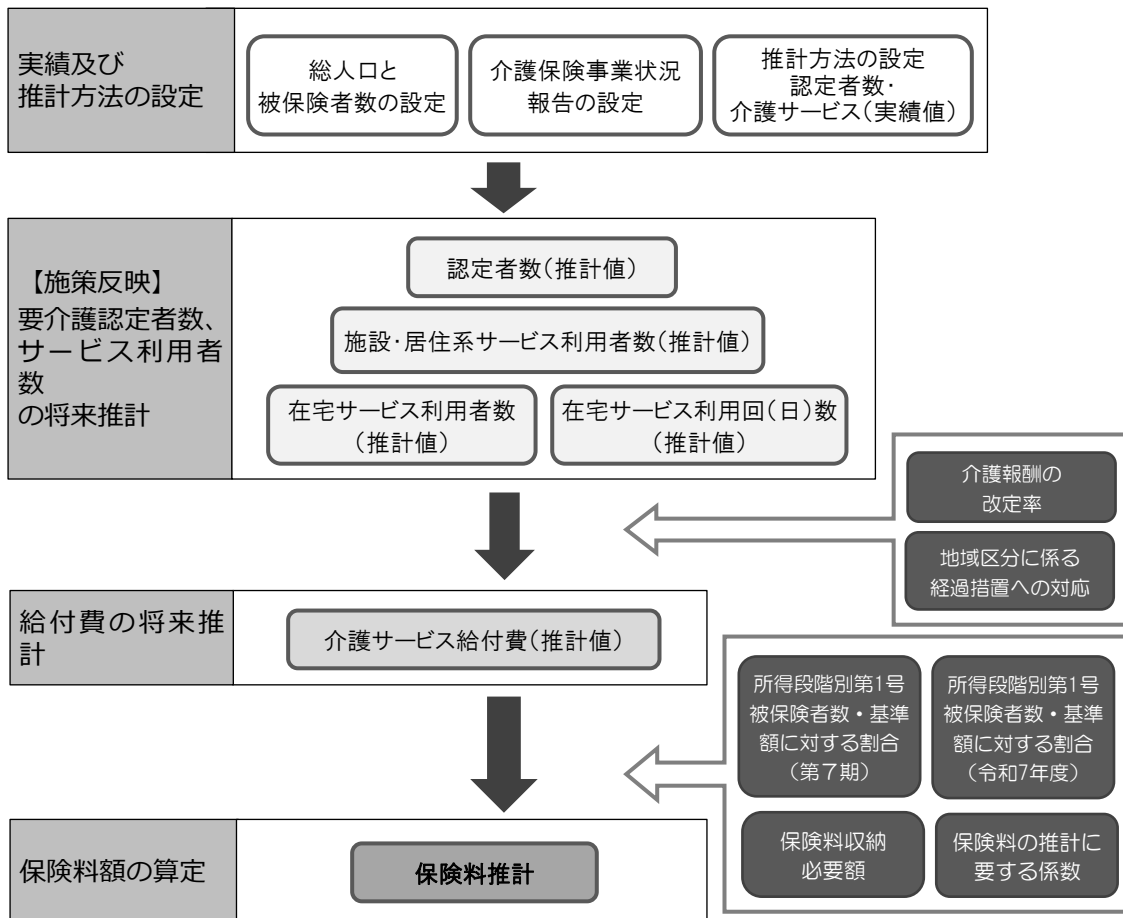 実績及び
推計方法の設定
総人口と
被保険者数の設定
介護保険事業状況
報告の設定
推計方法の設定
認定者数・
介護サービス(実績値)
【施策反映】
要介護認定者数、
サービス利用者
数
の将来推計
認定者数(推計値)
施設・居住系サービス利用者数(推計値)
在宅サービス利用者数
(推計値)
在宅サービス利用回(日)数
(推計値)
介護報酬の
改定率
地域区分に係る
経過措置への対応
給付費の将来推
計
介護サービス給付費(推計値)
所得段階別第1号
被保険者数・基準
額に対する割合
(第7期)
所得段階別第1号
被保険者数・基準
額に対する割合
(令和7年度)
保険料収納
必要額
保険料の推計に
要する係数
保険料額の算定
保険料推計